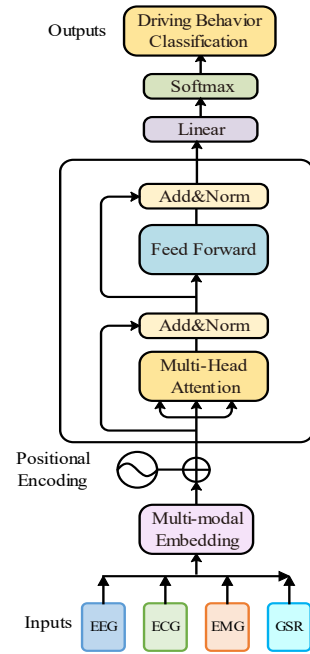 Outputs
Driving Behavior
Classification
Softmax
Linear
Add&Norm
Feed Forward
Add&Norm
Multi-Head
Attention
Positional
Encoding
Multi-modal
Embedding
Inputs
EEG
ECG
EMG
GSR